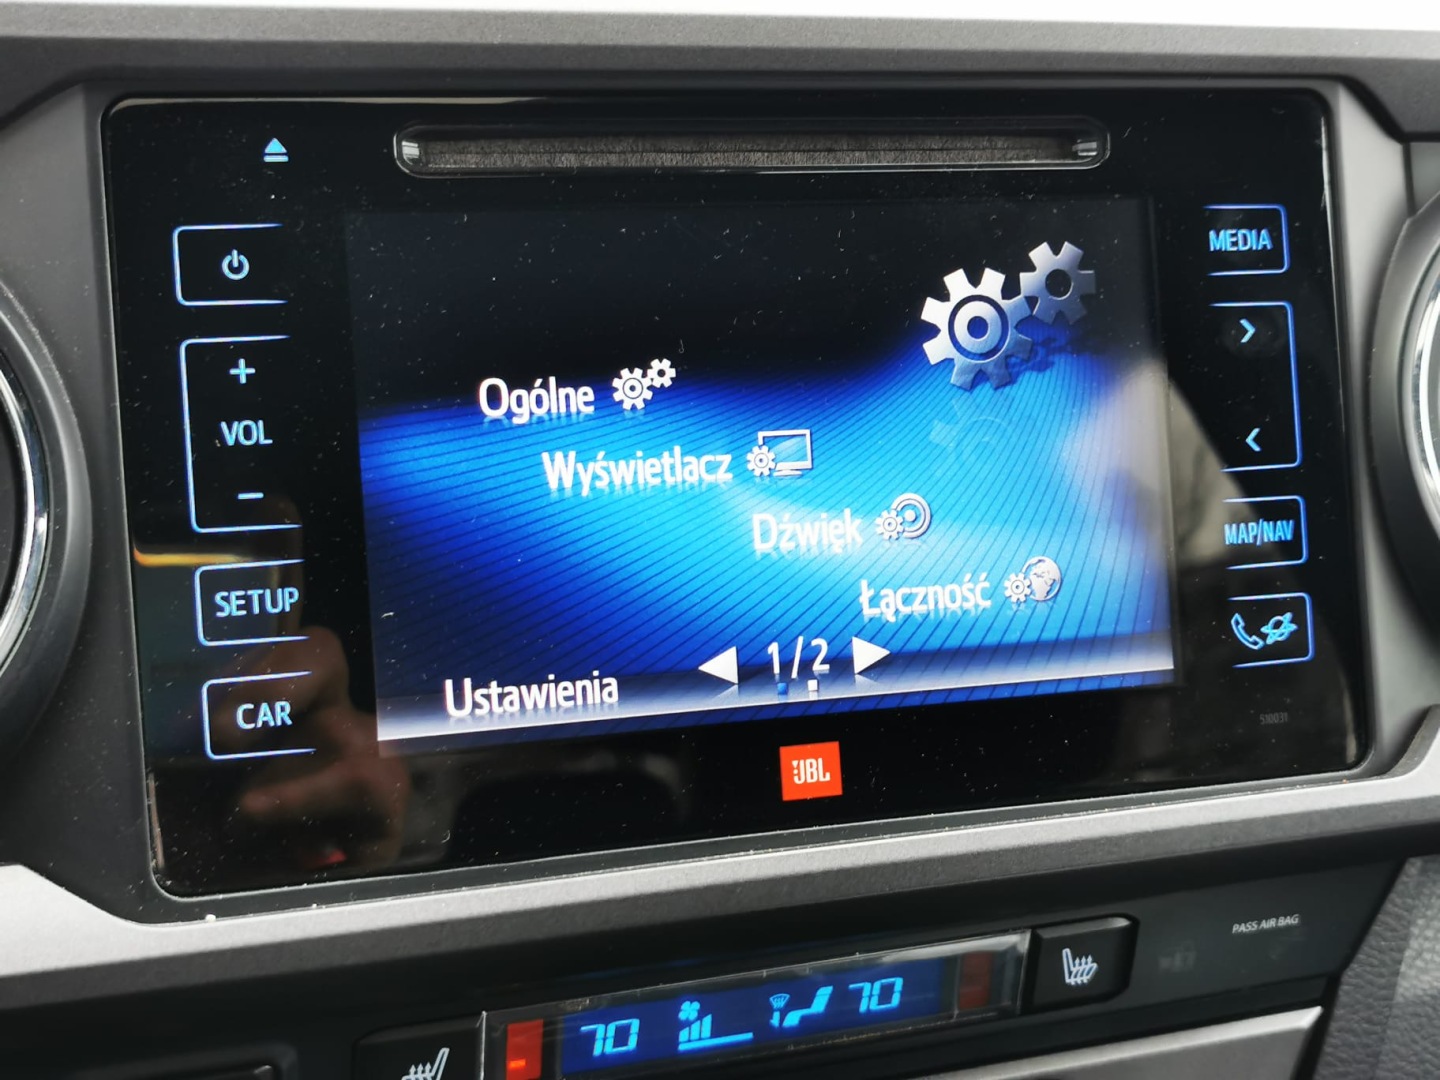 MEDIA
VOL
SETUP
CAR
Ogólne
Wyświetlacz
Dźwięk
Łączność
Ustawienia
1/2
MAP/NAV
510031
JBL
PASS AIR BAG
70
70